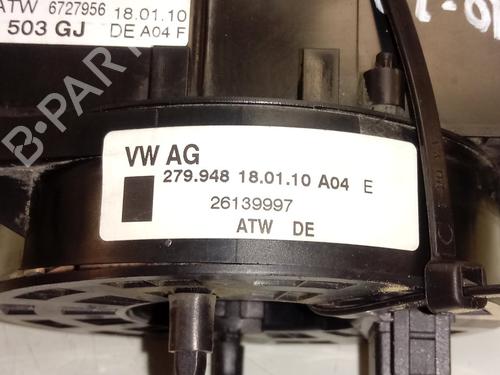 ATW 6727956 18.01.10
503 GJ DE A04 F
B-PARTS
VW AG
279.948 18.01.10 A04 E
26139997
ATW DE